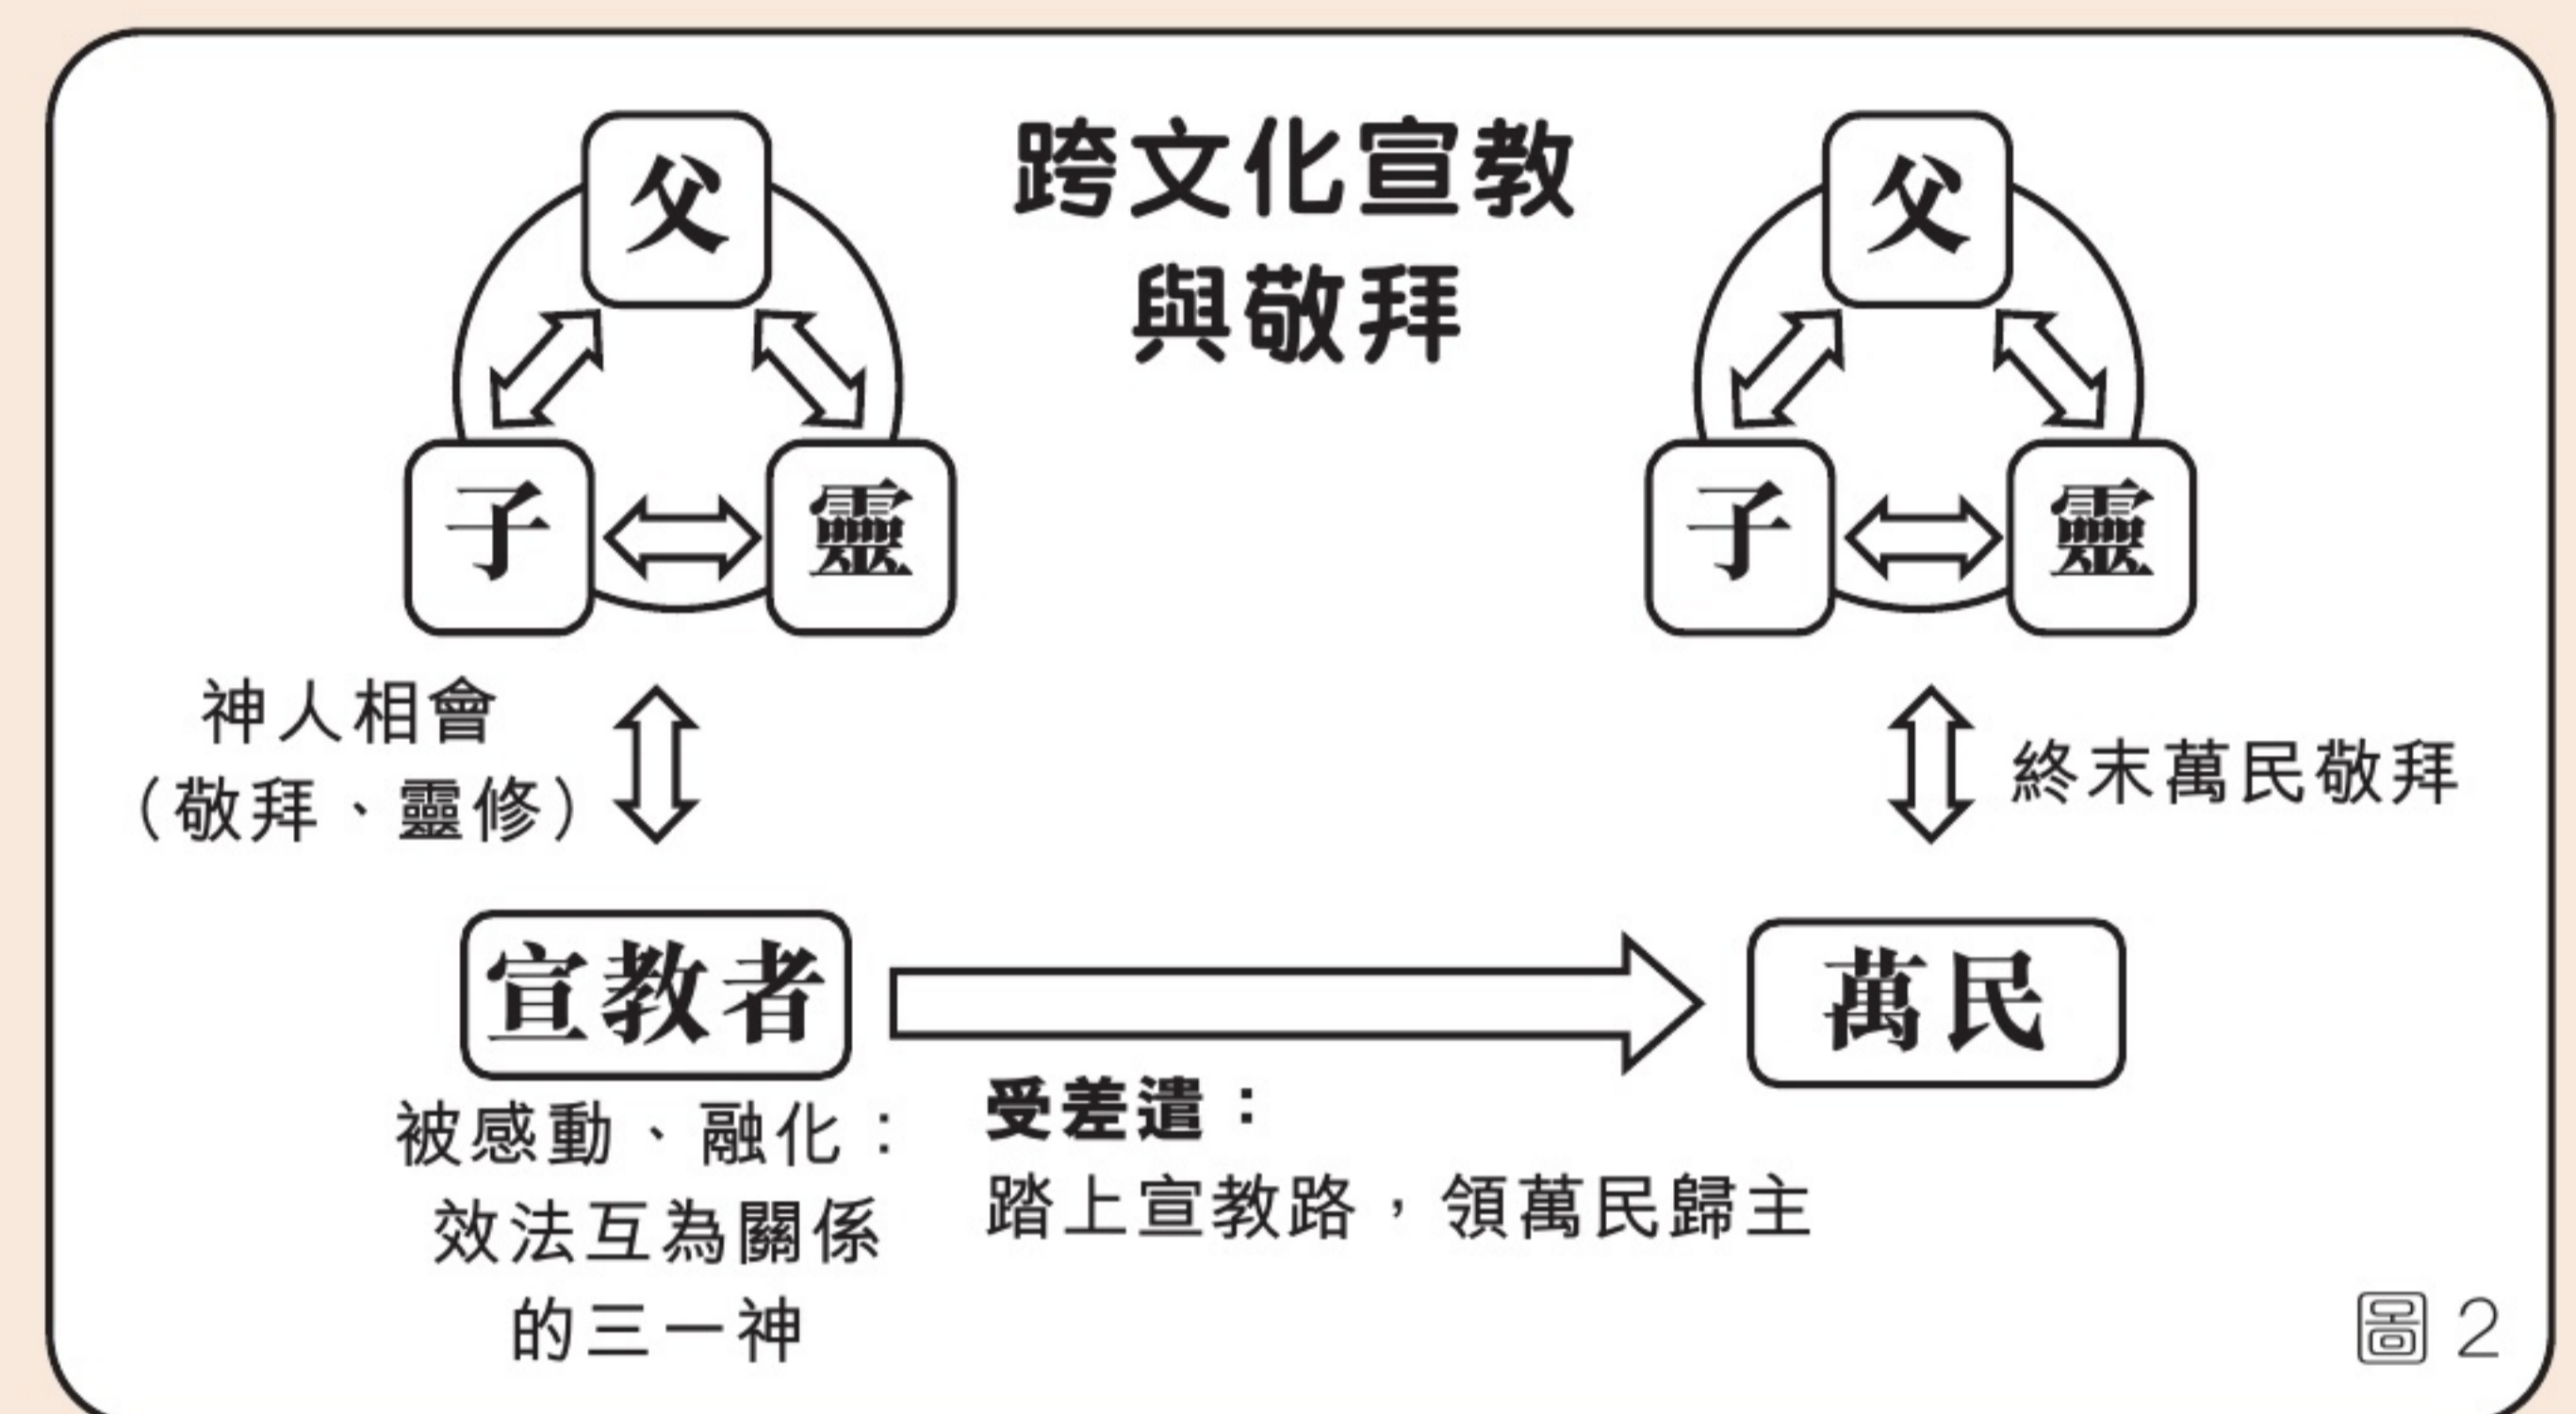 跨文化宣教
與敬拜
父
子
靈
父
子
靈
神人相會
（敬拜、靈修）
終末萬民敬拜
宣教者
萬民
被感動、融化：
效法互為關係
的三一神
受差遣：
踏上宣教路，領萬民歸主
圖 2